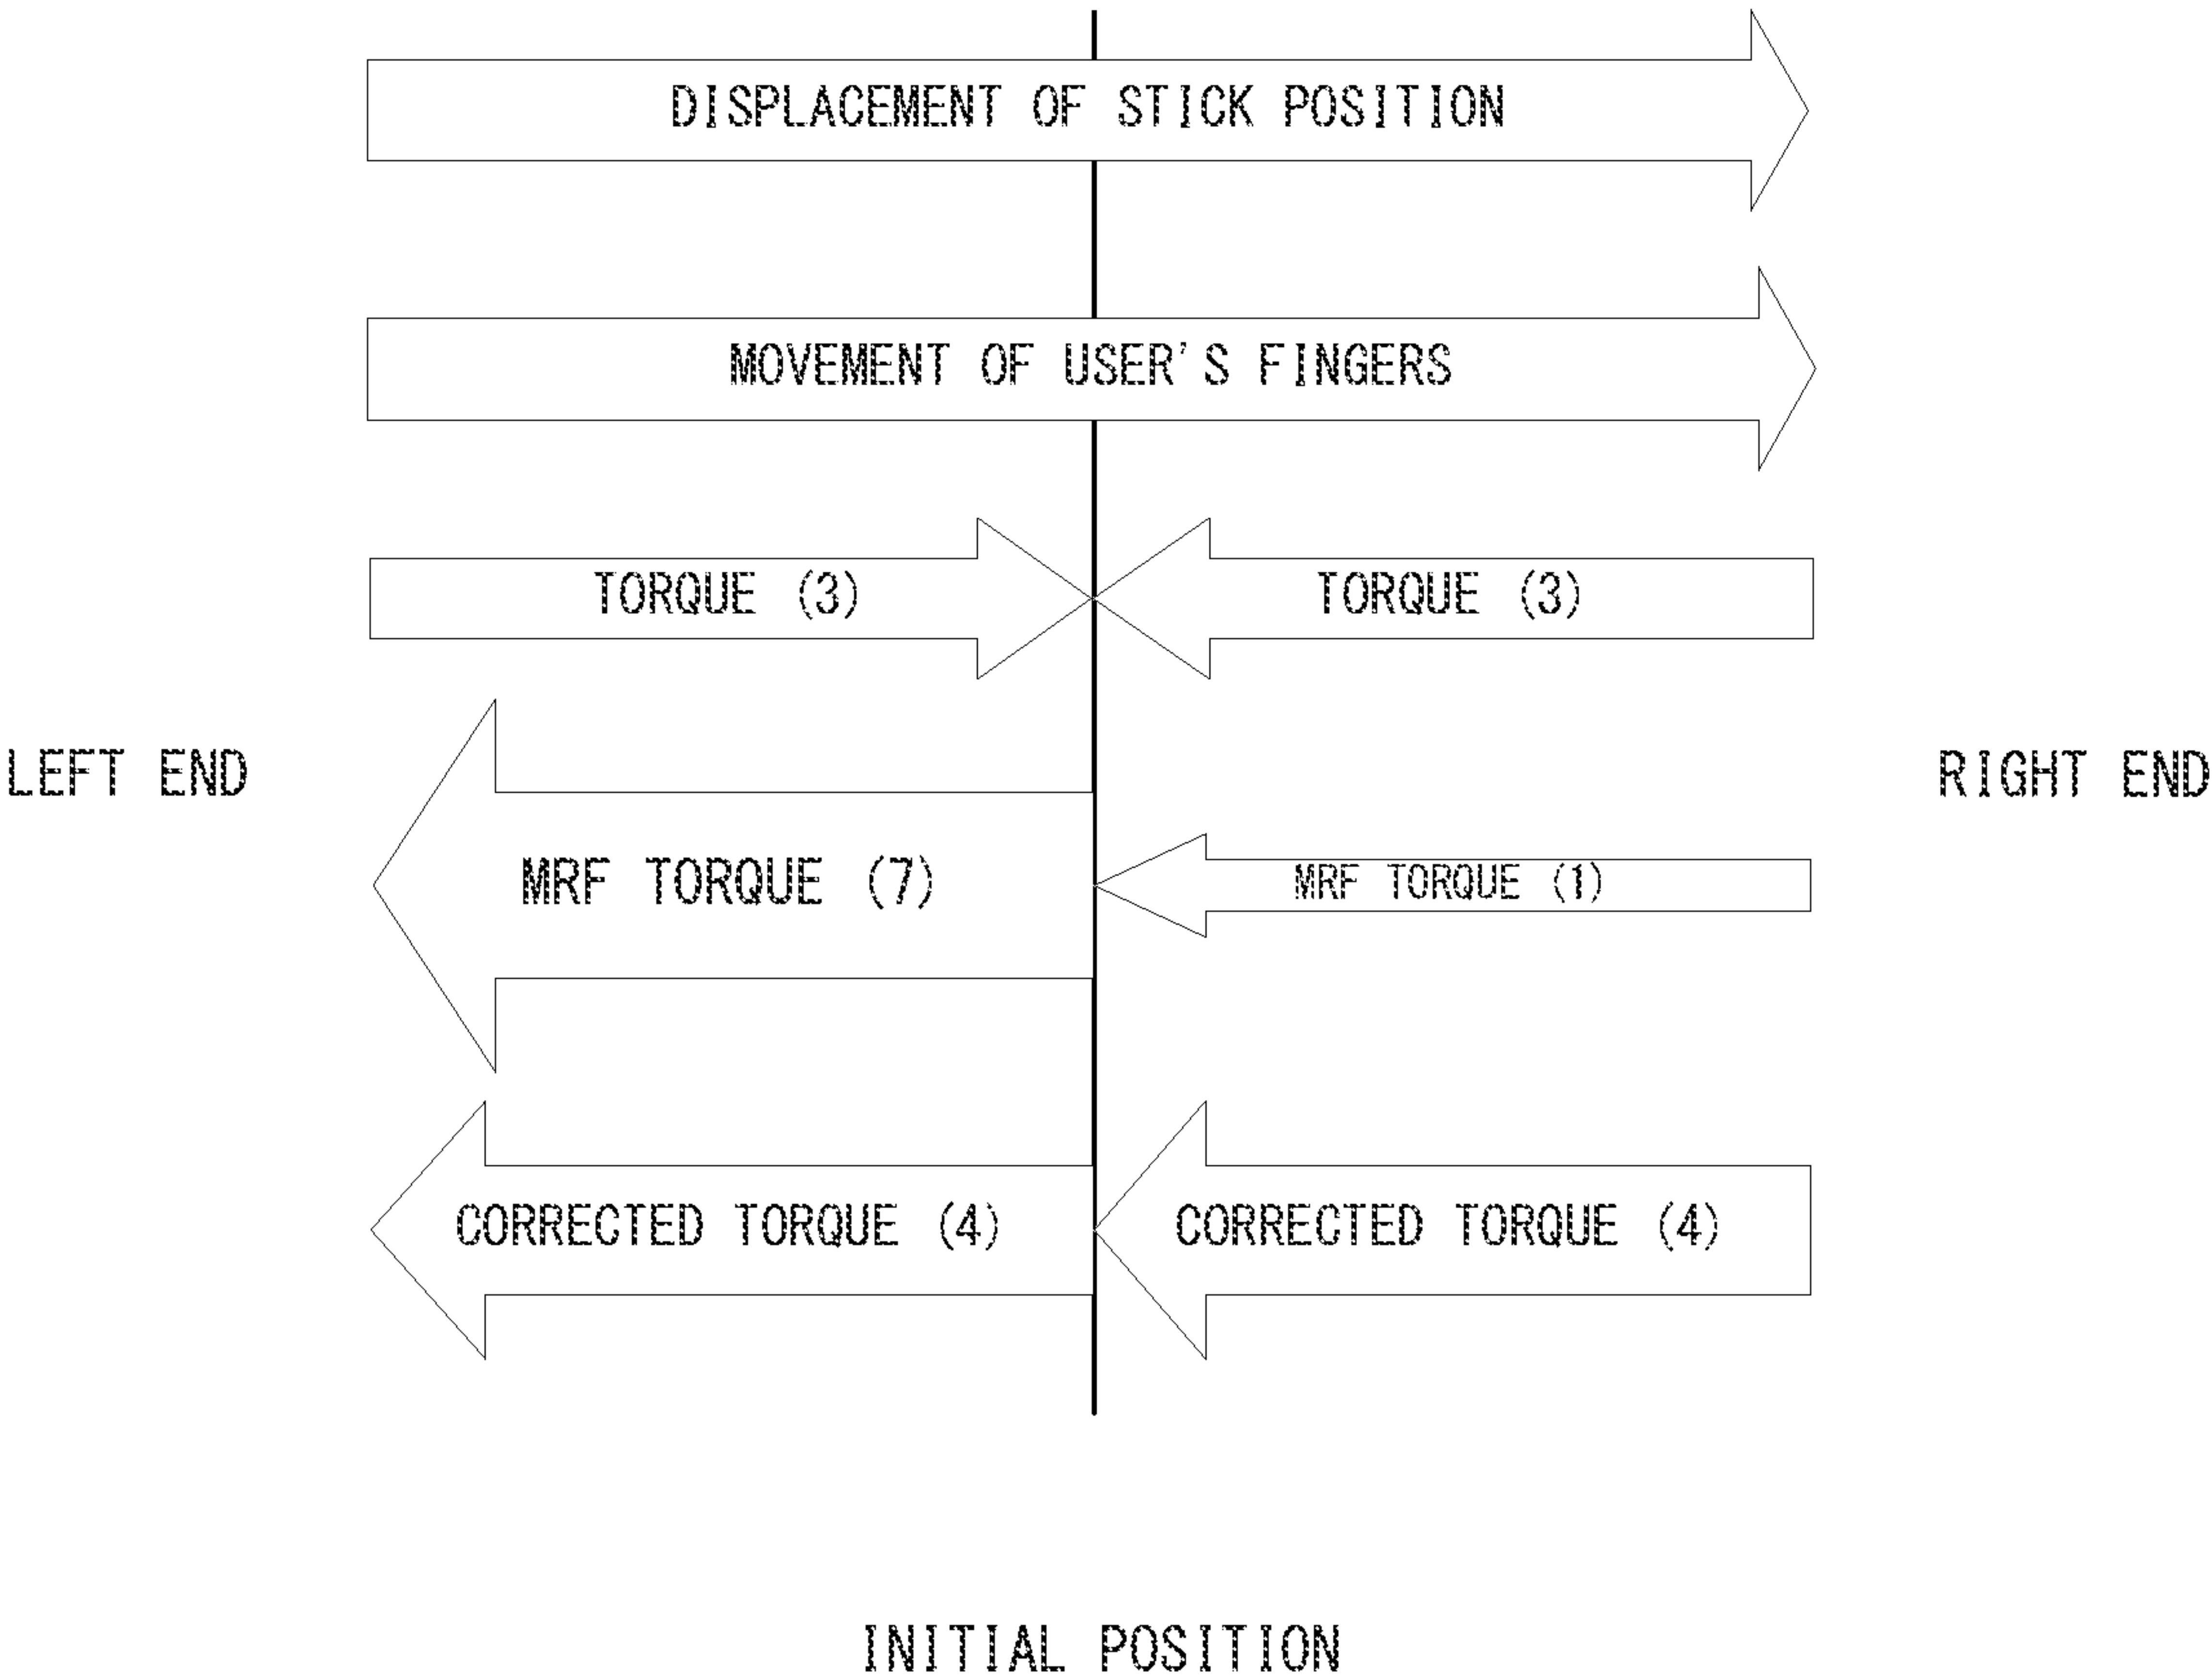 DISPLACEMENT OF STICK POSITION
MOVEMENT OF USER'S FINGERS
TORQUE (3)
TORQUE (3)
LEFT END
RIGHT END
MRF TORQUE (7)
MRF TORQUE (1)
CORRECTED TORQUE (4)
CORRECTED TORQUE (4)
INITIAL POSITION